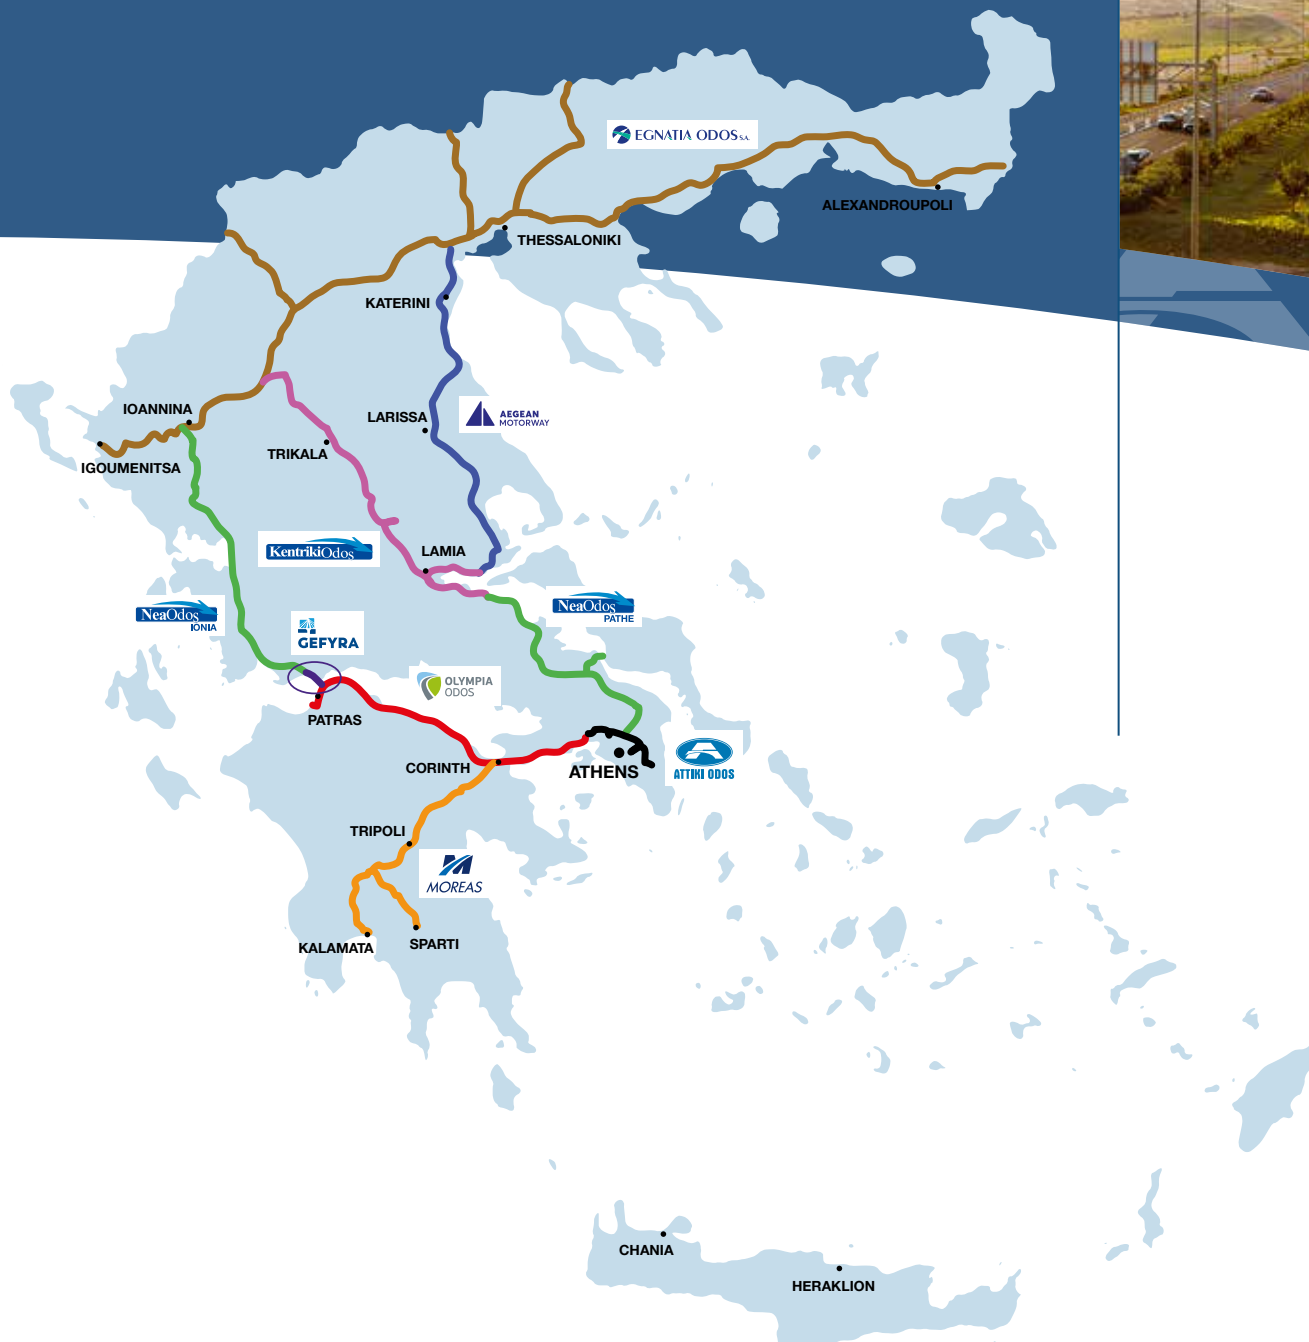 EGNATIA ODOS S.A.
ALEXANDROUPOLI
THESSALONIKI
KATERINI
IOANNINA
LARISSA
AEGEAN
MOTORWAY
TRIKALA
IGOUMENITSA
KentrikiOdos
LAMIA
NeaOdos
IONIA
NeaOdos
PATHE
GEFYRA
OLYMPIA
ODOS
PATRAS
CORINTH
ATHENS
ATTIKI ODOS
TRIPOLI
MOREAS
KALAMATA
SPARTI
CHANIA
HERAKLION